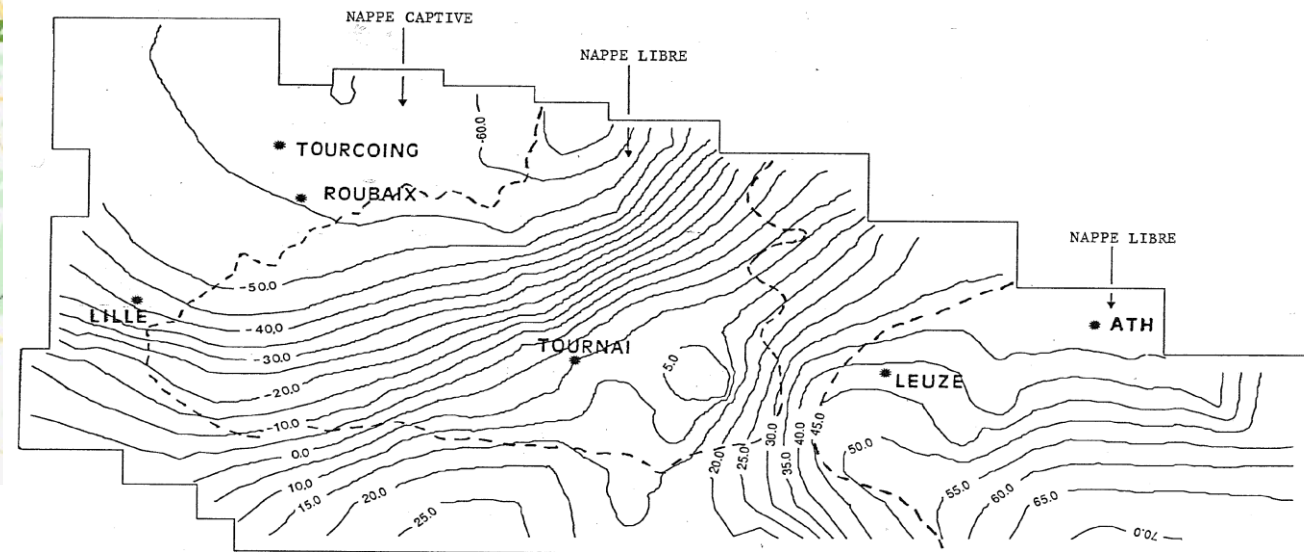 NAPPE CAPTIVE
NAPPE LIBRE
-60.0
TOURCOING
ROUBAIX
NAPPE LIBRE
-50.0
LILLE
-40.0
ATH
-30.0
TOURNAI
5.0
LEUZE
-20.0
-10.0
0.0
10.0
15.0
20.0
25.0
20.0
25.0
30.0
35.0
40.0
45.0
50.0
55.0
60.0
65.0
70.0